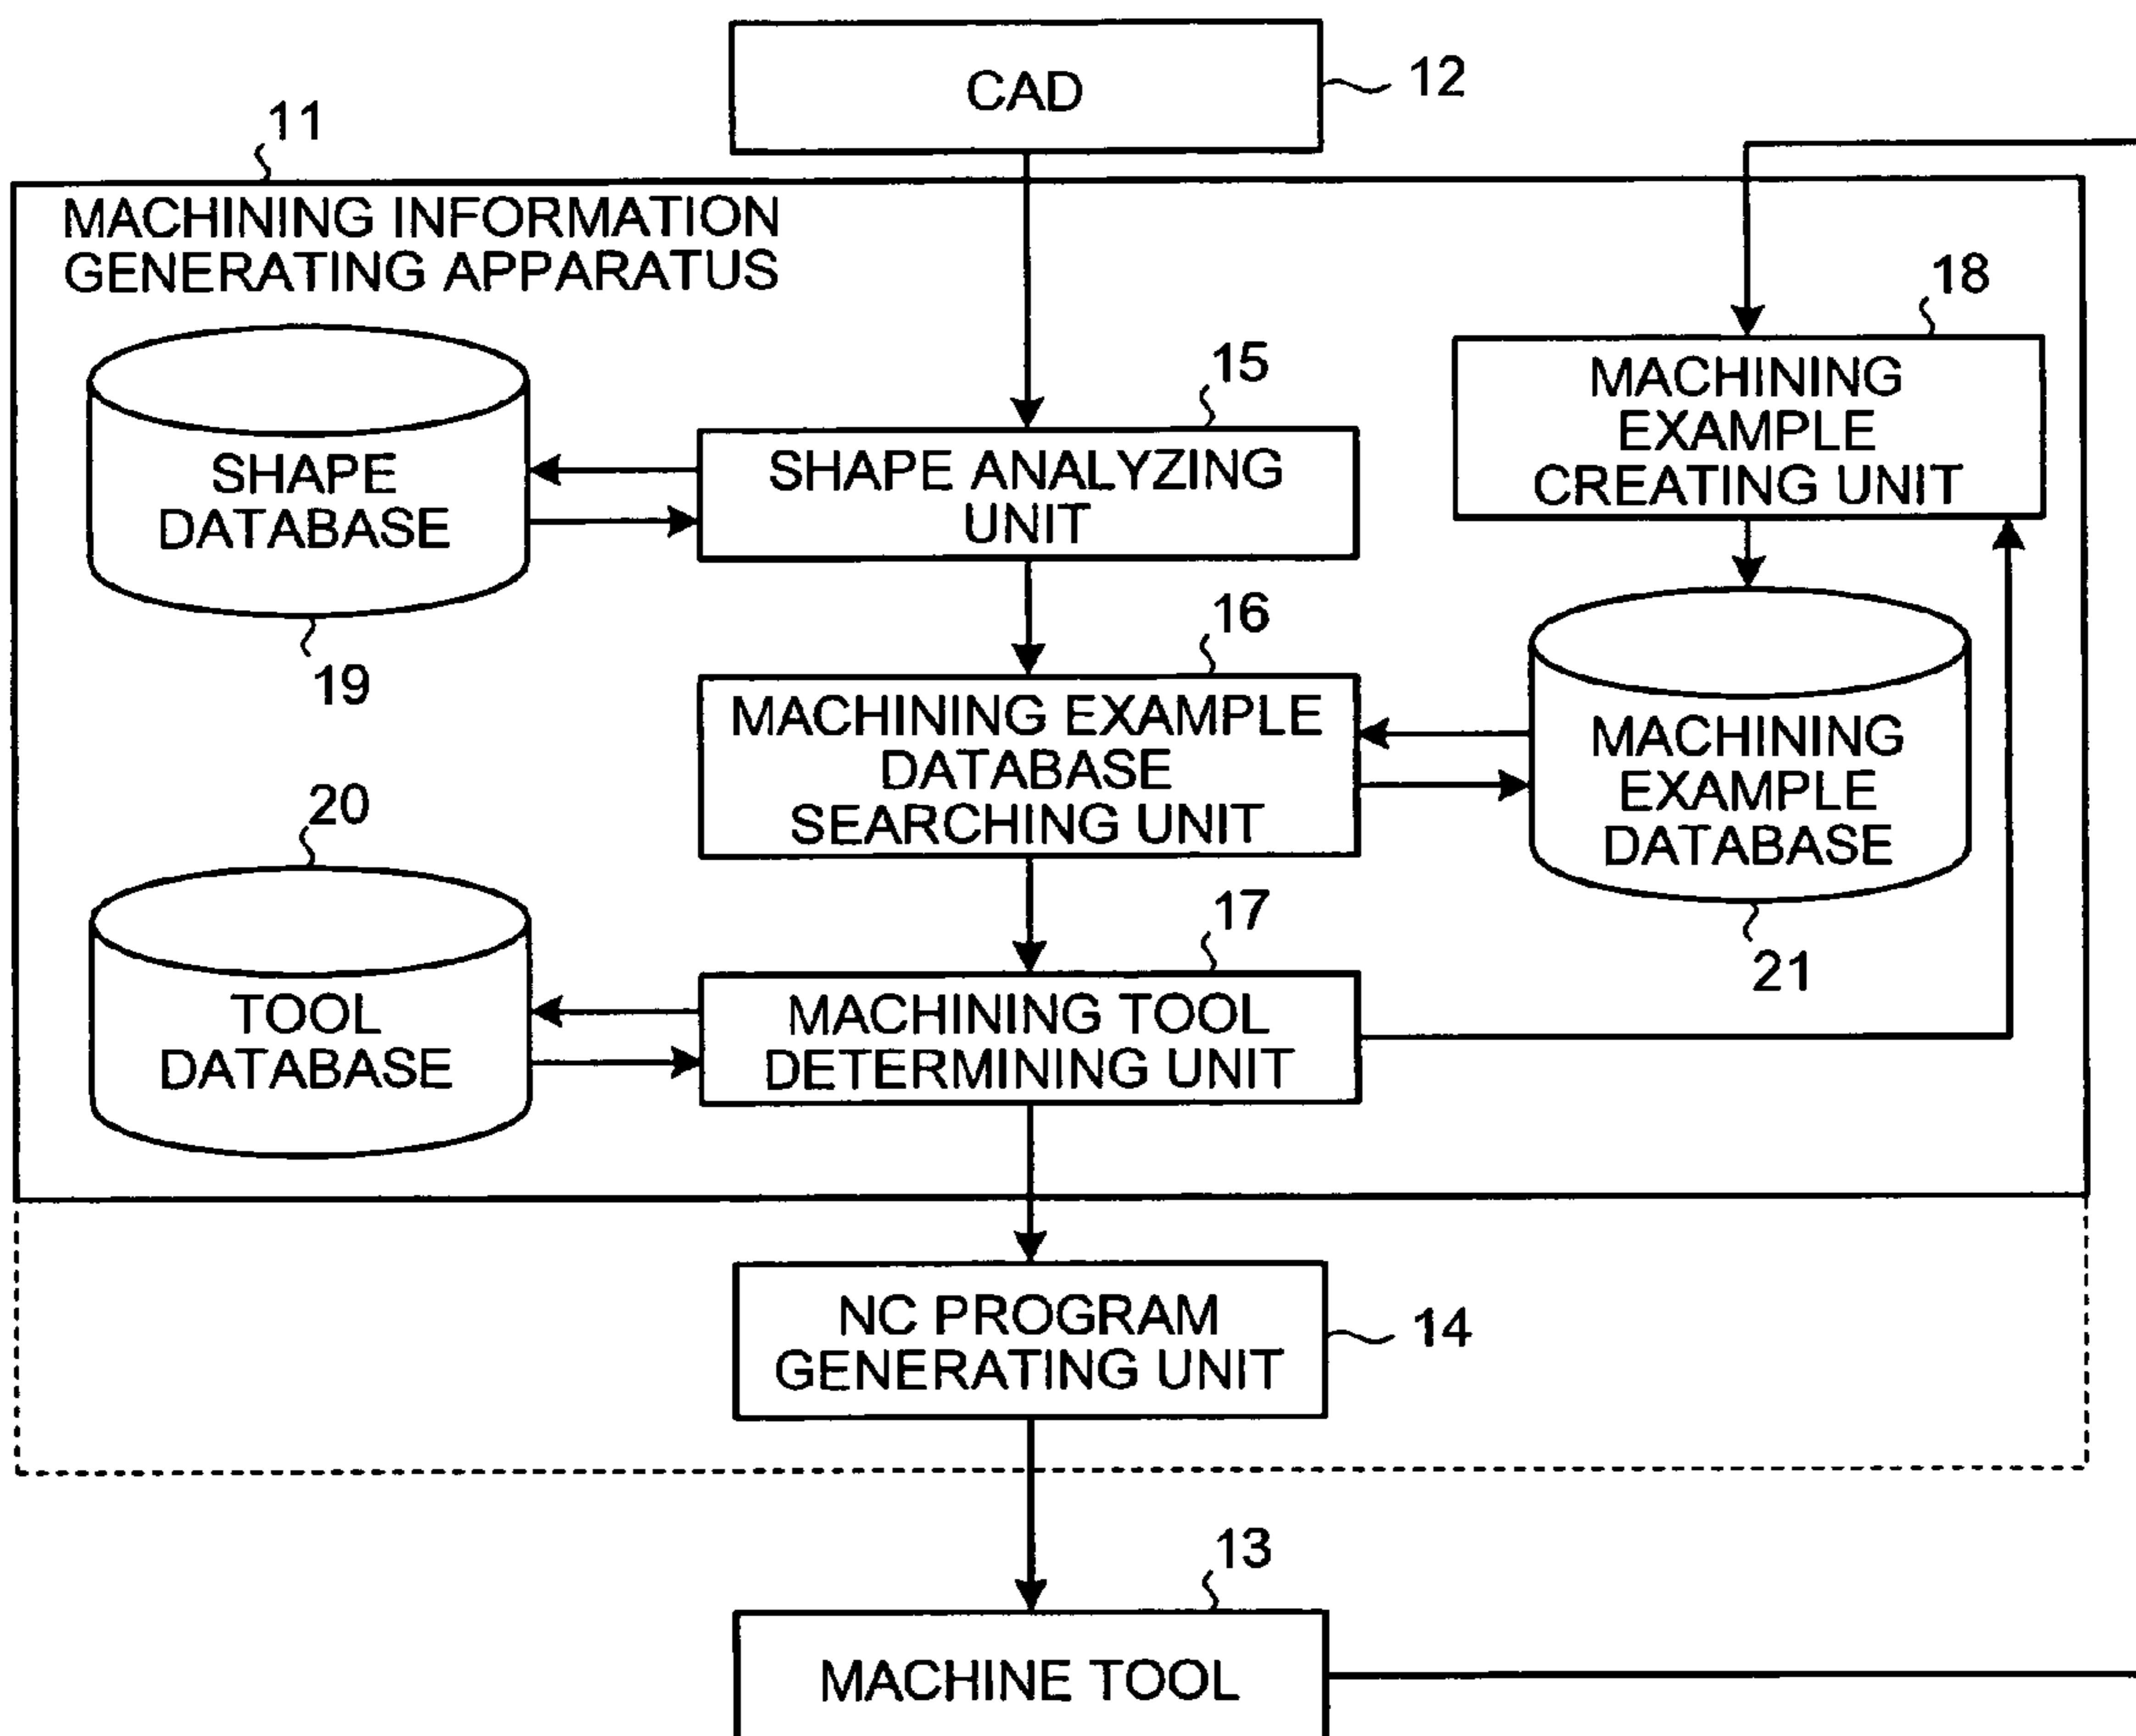 CAD
12
11
MACHINING INFORMATION
GENERATING APPARATUS
18
MACHINING
EXAMPLE
CREATING UNIT
15
SHAPE ANALYZING
UNIT
SHAPE
DATABASE
19
16
MACHINING EXAMPLE
DATABASE
SEARCHING UNIT
MACHINING
EXAMPLE
DATABASE
21
20
TOOL
DATABASE
17
MACHINING TOOL
DETERMINING UNIT
NC PROGRAM
GENERATING UNIT
14
13
MACHINE TOOL